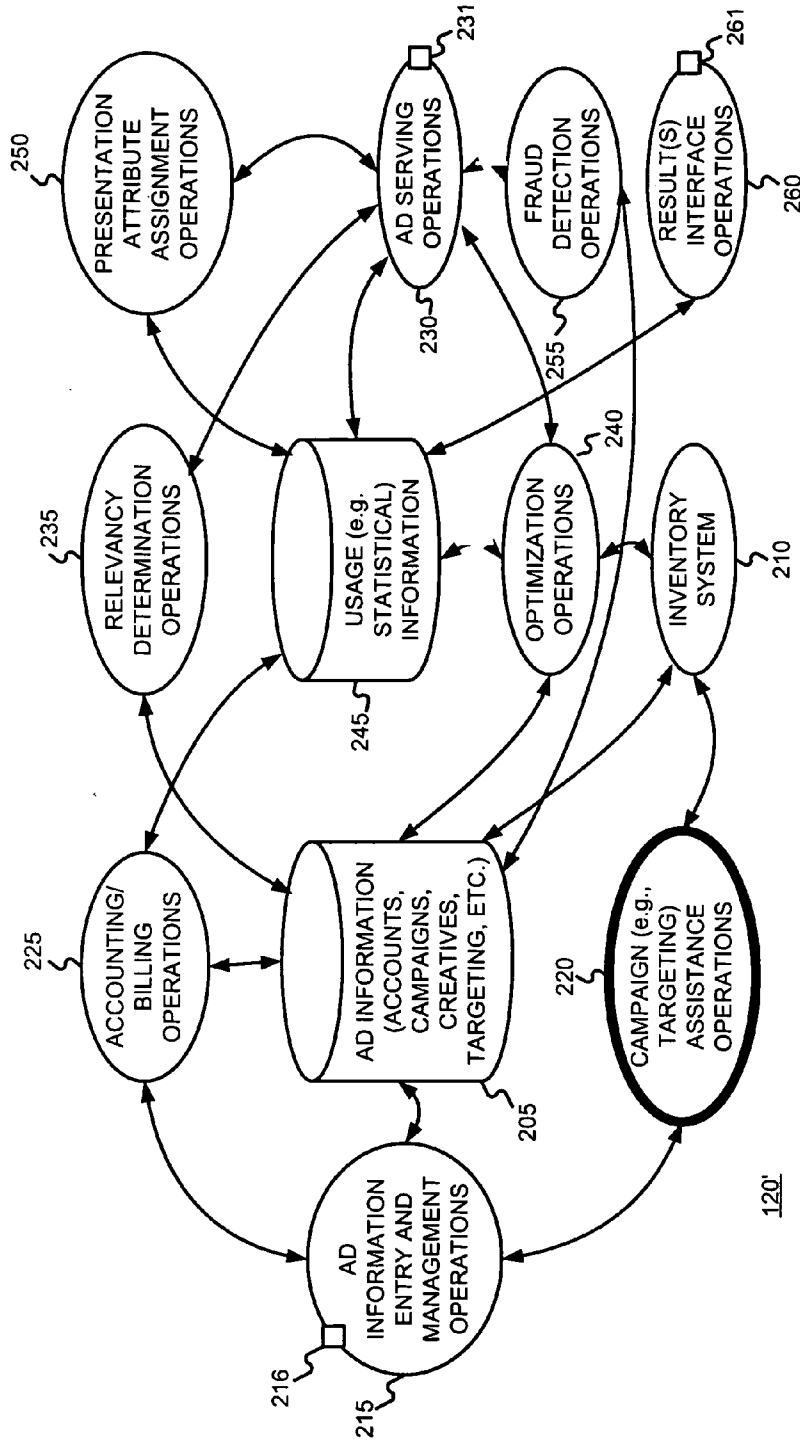 250
PRESENTATION
ATTRIBUTE
ASSIGNMENT
OPERATIONS
231
AD SERVING
OPERATIONS
230
FRAUD
DETECTION
OPERATIONS
255
261
RESULT(S)
INTERFACE
OPERATIONS
260
235
RELEVANCY
DETERMINATION
OPERATIONS
USAGE (e.g.
STATISTICAL)
INFORMATION
245
240
OPTIMIZATION
OPERATIONS
INVENTORY
SYSTEM
210
225
ACCOUNTING/
BILLING
OPERATIONS
AD INFORMATION
(ACCOUNTS,
CAMPAIGNS,
CREATIVES,
TARGETING, ETC.)
205
220
CAMPAIGN (e.g.,
TARGETING)
ASSISTANCE
OPERATIONS
216
AD
INFORMATION
ENTRY AND
MANAGEMENT
OPERATIONS
215
120'